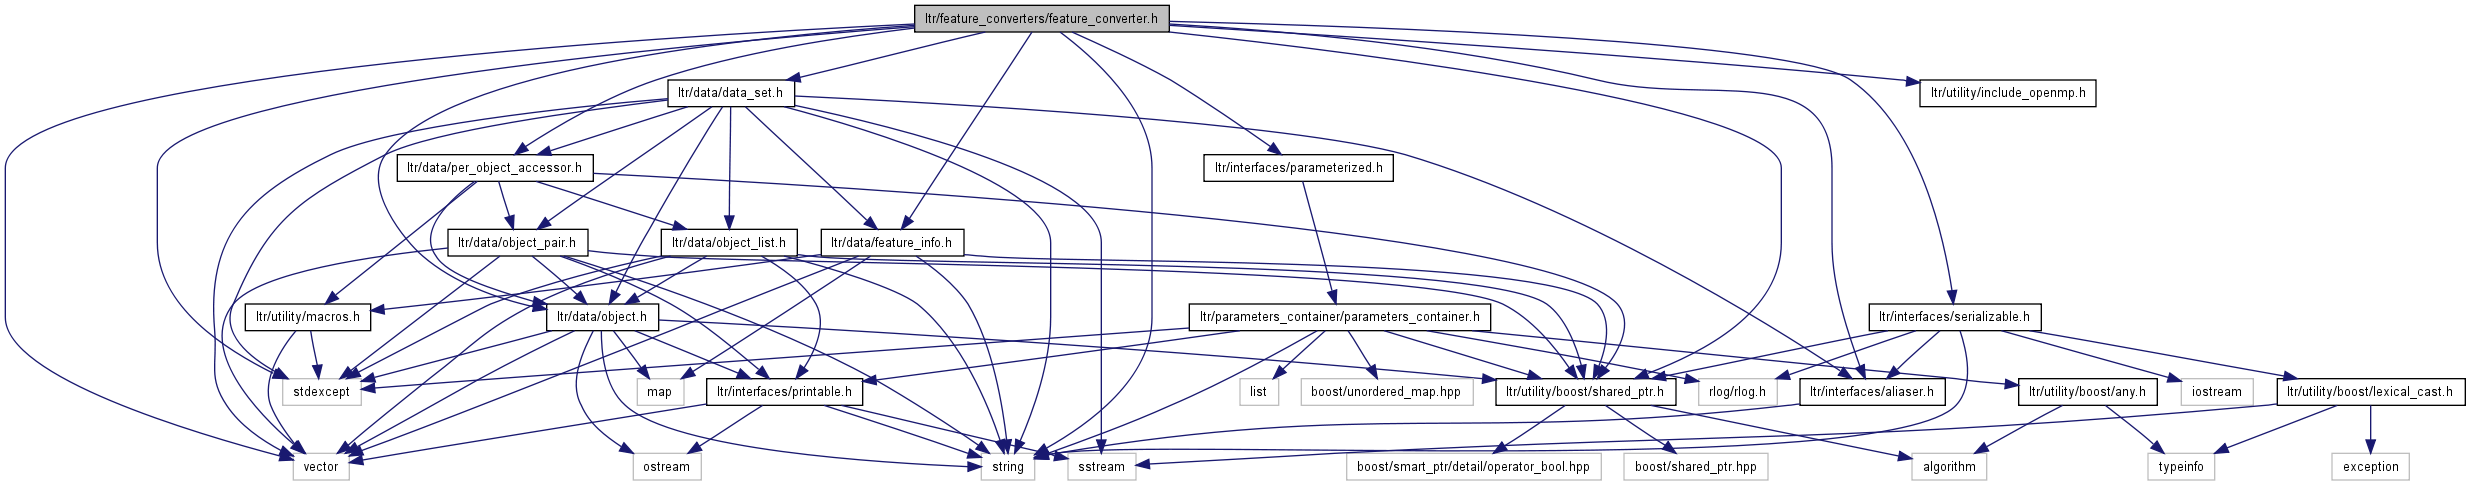 ltr/feature_converters/feature_converter.h
ltr/data/data_set.h
ltr/utility/include_openmp.h
ltr/data/per_object_accessor.h
ltr/interfaces/parameterized.h
ltr/data/object_pair.h
ltr/data/object_list.h
ltr/data/feature_info.h
ltr/utility/macros.h
ltr/data/object.h
ltr/parameters_container/parameters_container.h
ltr/interfaces/serializable.h
stdexcept
map
ltr/interfaces/printable.h
list
boost/unordered_map.hpp
ltr/utility/boost/shared_ptr.h
rlog/rlog.h
ltr/interfaces/aliaser.h
ltr/utility/boost/any.h
iostream
ltr/utility/boost/lexical_cast.h
vector
ostream
string
sstream
boost/smart_ptr/detail/operator_bool.hpp
boost/shared_ptr.hpp
algorithm
typeinfo
exception